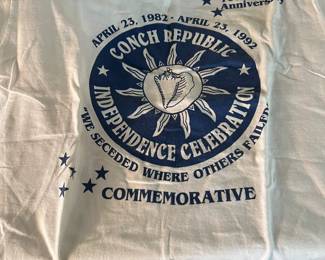 Anniversary
APRIL 23, 1982 - APRIL 23, 1992
CONCH REPUBLIC
INDEPENDENCE CELEBRATION
"WE SECEDED WHERE OTHERS FAILED"
COMMEMORATIVE